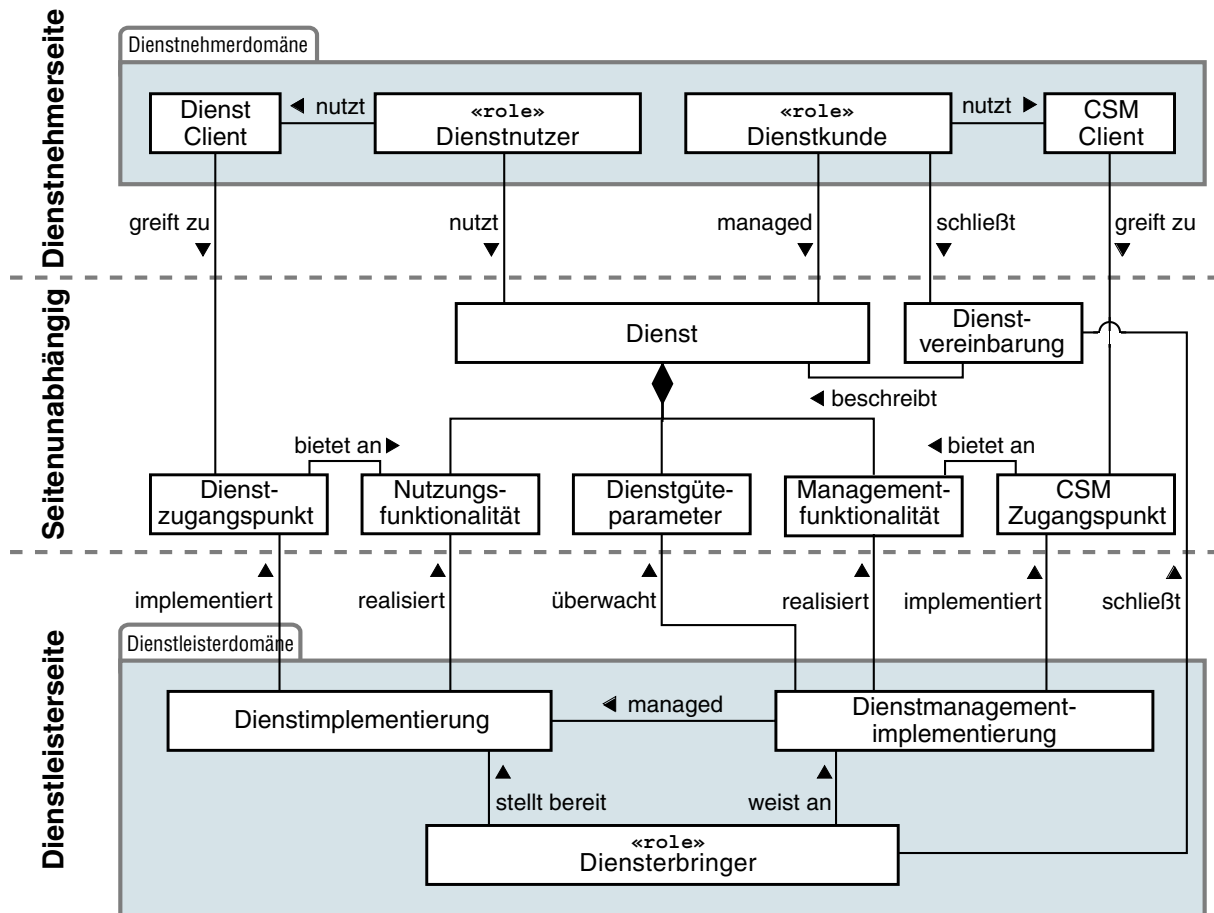 Dienstnehmerseite
Dienstnehmerdomäne
Dienst
Client
nutzt
«role»
Dienstnutzer
«role»
Dienstkunde
nutzt
CSM
Client
greift zu
nutzt
managed
schließt
greift zu
Seitenunabhängig
Dienst
Dienst-
vereinbarung
beschreibt
bietet an
bietet an
Dienst-
zugangspunkt
Nutzungs-
funktionalität
Dienstgüte-
parameter
Management-
funktionalität
CSM
Zugangspunkt
implementiert
realisiert
überwacht
realisiert
implementiert
schließt
Dienstleisterseite
Dienstleisterdomäne
Dienstimplementierung
managed
Dienstmanagement-
implementierung
stellt bereit
weist an
«role»
Diensterbringer